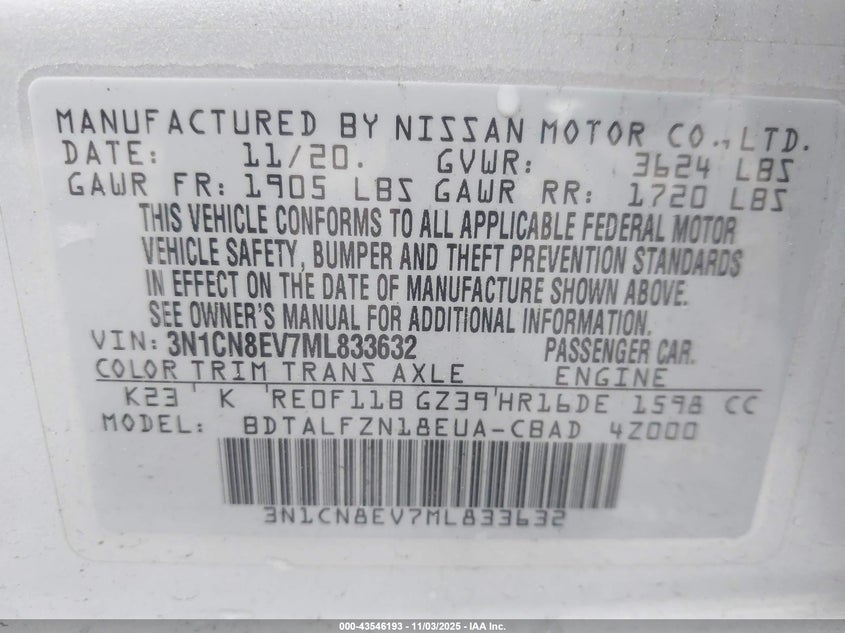 MANUFACTURED BY NISSAN MOTOR CO., LTD.
DATE: 11/20. GVWR: 3624 LBS
GAWR FR: 1905 LBS GAWR RR: 1720 LBS
THIS VEHICLE CONFORMS TO ALL APPLICABLE FEDERAL MOTOR
VEHICLE SAFETY, BUMPER AND THEFT PREVENTION STANDARDS
IN EFFECT ON THE DATE OF MANUFACTURE SHOWN ABOVE.
SEE OWNER'S MANUAL FOR ADDITIONAL INFORMATION.
VIN: 3N1CN8EV7ML833632 PASSENGER CAR.
COLOR TRIM TRANS AXLE ENGINE
K23 K RE0F11B GZ39 HR16DE 1598 CC
MODEL: BDTALFZN18EUA-CBAD 4Z000
3N1CN8EV7ML833632
000-43546193 - 11/03/2025 - IAA Inc.